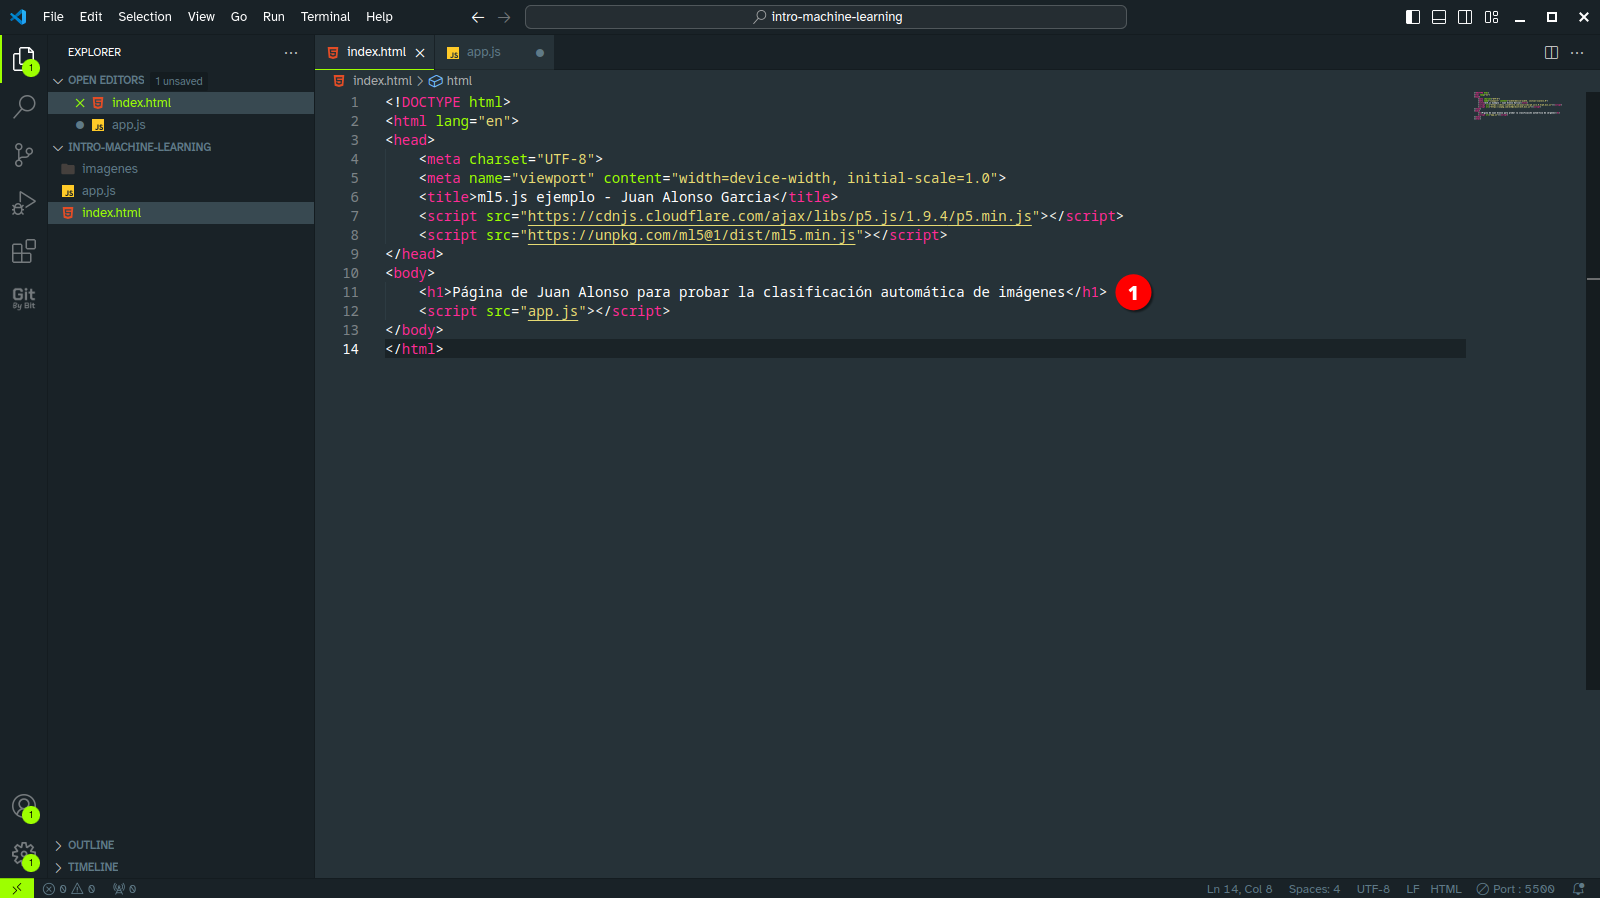 File Edit Selection View Go Run Terminal Help
intro-machine-learning
EXPLORER
OPEN EDITORS 1 unsaved
index.html
JS app.js
INTRO-MACHINE-LEARNING
imagenes
JS app.js
index.html
OUTLINE
TIMELINE
1
Git
By Bit
1
1
index.html
JS app.js
index.html > html
1 <!DOCTYPE html>
2 <html lang="en">
3 <head>
4 <meta charset="UTF-8">
5 <meta name="viewport" content="width=device-width, initial-scale=1.0">
6 <title>ml5.js ejemplo - Juan Alonso Garcia</title>
7 <script src="https://cdnjs.cloudflare.com/ajax/libs/p5.js/1.9.4/p5.min.js"></script>
8 <script src="https://unpkg.com/ml5@1/dist/ml5.min.js"></script>
9 </head>
10 <body>
11 <h1>Página de Juan Alonso para probar la clasificación automática de imágenes</h1>
1
12 <script src="app.js"></script>
13 </body>
14 </html>
0 0 0
Ln 14, Col 8 Spaces: 4 UTF-8 LF HTML Port : 5500